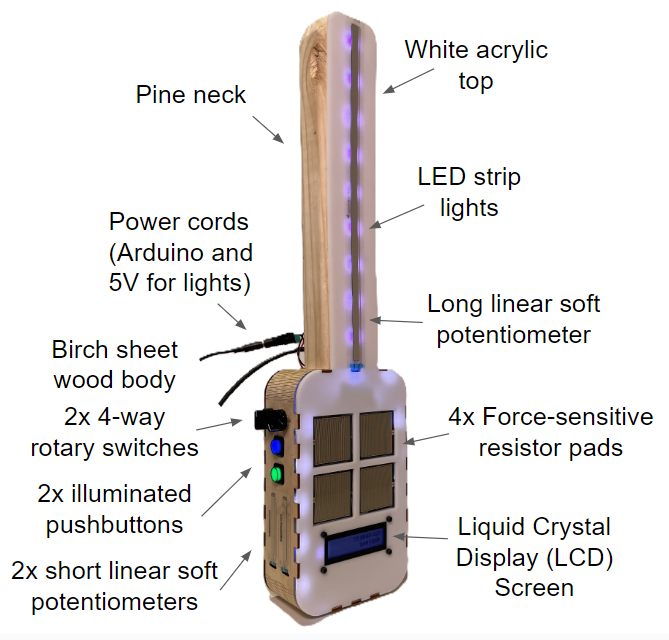 White acrylic
top
Pine neck
LED strip
lights
Power cords
(Arduino and
5V for lights)
Long linear soft
potentiometer
Birch sheet
wood body
2x 4-way
rotary switches
4x Force-sensitive
resistor pads
2x illuminated
pushbuttons
Liquid Crystal
Display (LCD)
Screen
2x short linear soft
potentiometers